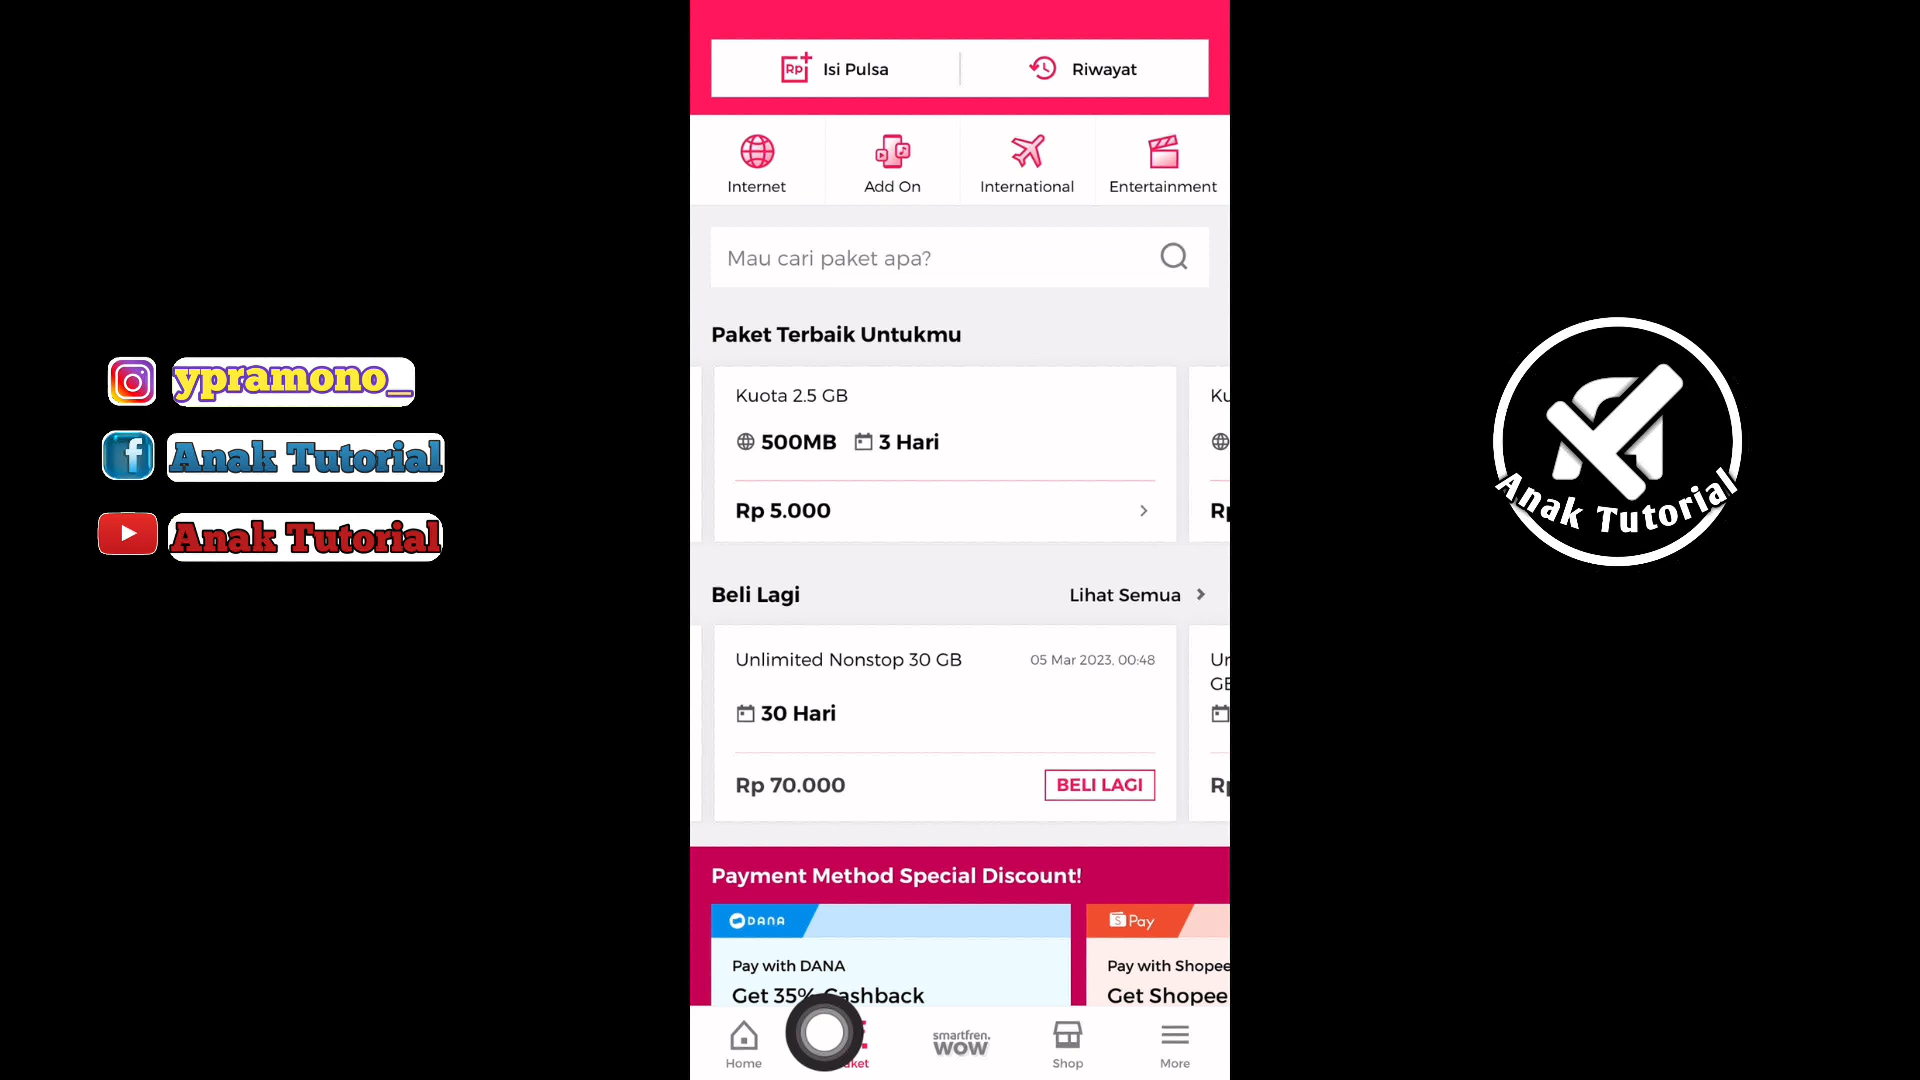 Isi Pulsa
Riwayat
Internet
Add On
International
Entertainment
Mau cari paket apa?
Paket Terbaik Untukmu
Kuota 2.5 GB
500MB 3 Hari
Rp 5.000
Beli Lagi
Lihat Semua
Unlimited Nonstop 30 GB
05 Mar 2023. 00:48
30 Hari
Rp 70.000
BELI LAGI
Payment Method Special Discount!
DANA
Pay with DANA
Get 35% Cashback
S Pay
Pay with Shopee
Get Shopee
Home
smartfren.
WOW
Shop
More
ypramono_
Anak Tutorial
Anak Tutorial
Anak Tutorial